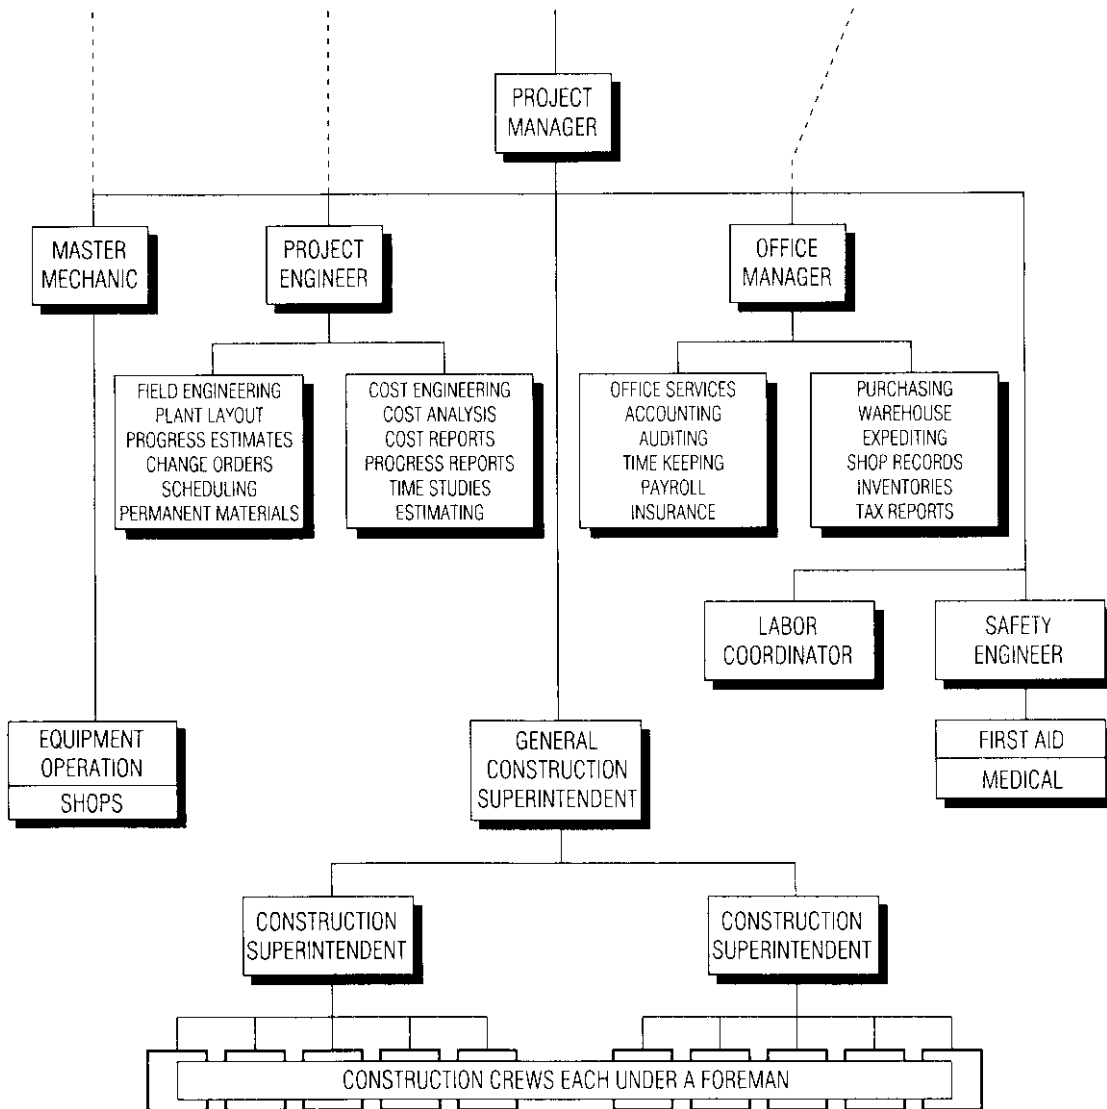 PROJECT
MANAGER
MASTER
MECHANIC
PROJECT
ENGINEER
OFFICE
MANAGER
FIELD ENGINEERING
PLANT LAYOUT
PROGRESS ESTIMATES
CHANGE ORDERS
SCHEDULING
PERMANENT MATERIALS
COST ENGINEERING
COST ANALYSIS
COST REPORTS
PROGRESS REPORTS
TIME STUDIES
ESTIMATING
OFFICE SERVICES
ACCOUNTING
AUDITING
TIME KEEPING
PAYROLL
INSURANCE
PURCHASING
WAREHOUSE
EXPEDITING
SHOP RECORDS
INVENTORIES
TAX REPORTS
LABOR
COORDINATOR
SAFETY
ENGINEER
EQUIPMENT
OPERATION
SHOPS
GENERAL
CONSTRUCTION
SUPERINTENDENT
FIRST AID
MEDICAL
CONSTRUCTION
SUPERINTENDENT
CONSTRUCTION
SUPERINTENDENT
CONSTRUCTION CREWS EACH UNDER A FOREMAN